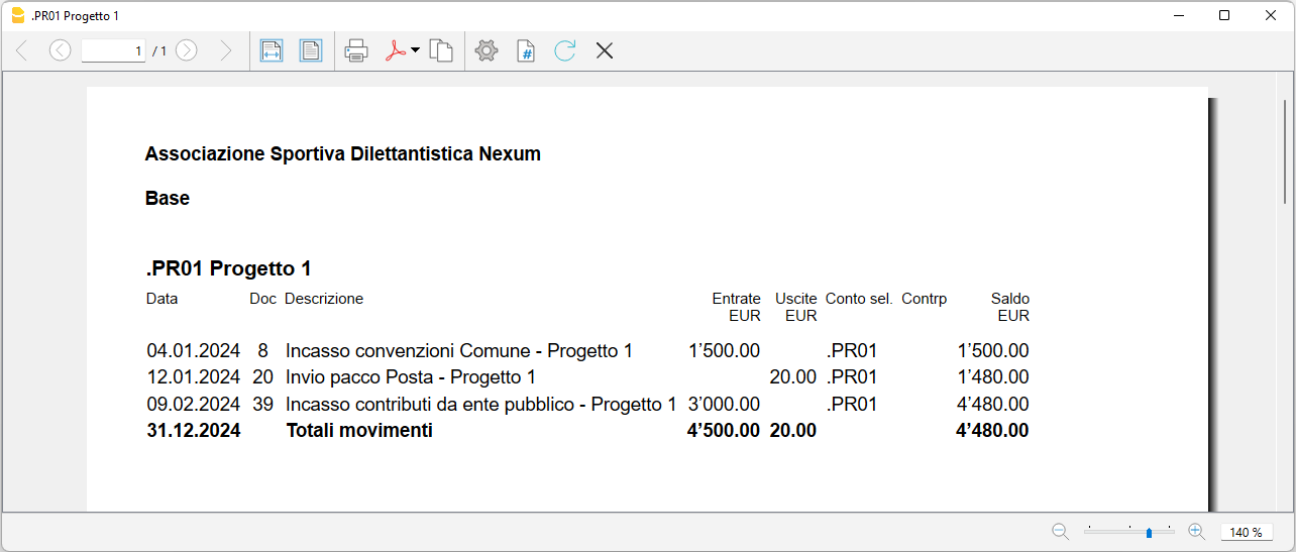 .PR01 Progetto 1
1 / 1
#
Associazione Sportiva Dilettantistica Nexum
Base
.PR01 Progetto 1
Data Doc Descrizione Entrate Uscite Conto sel. Contrp Saldo
EUR EUR EUR
04.01.2024 8 Incasso convenzioni Comune - Progetto 1 1’500.00 .PR01 1’500.00
12.01.2024 20 Invio pacco Posta - Progetto 1 20.00 .PR01 1’480.00
09.02.2024 39 Incasso contributi da ente pubblico - Progetto 1 3’000.00 .PR01 4’480.00
31.12.2024 Totali movimenti 4’500.00 20.00 4’480.00
140 %